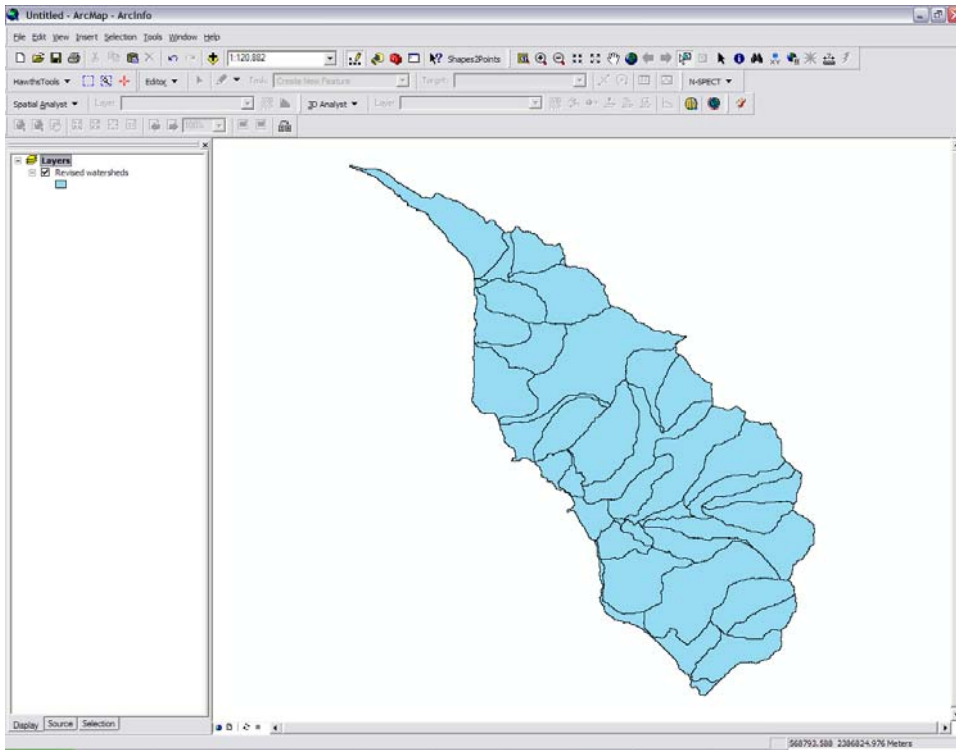 Untitled - ArcMap - ArcInfo
File Edit View Insert Selection Tools Window Help
1:120,882 Shapes2Points
HawthsTools Editor Task: Create New Feature Target: N-SPECT
Spatial Analyst Layer: 3D Analyst Layer:
100%
Layers
Revised watersheds
Display Source Selection
568793.588 2386824.976 Meters